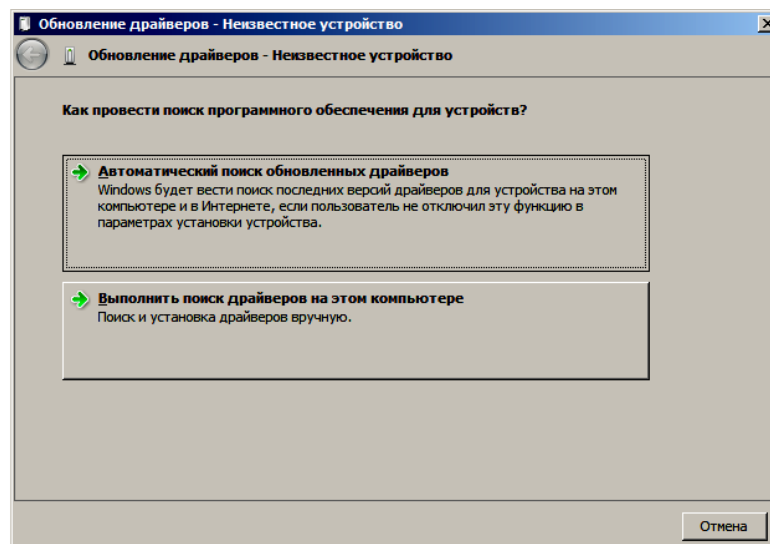 Обновление драйверов - Неизвестное устройство
Обновление драйверов - Неизвестное устройство
Как провести поиск программного обеспечения для устройств?
Автоматический поиск обновленных драйверов
Windows будет вести поиск последних версий драйверов для устройства на этом
компьютере и в Интернете, если пользователь не отключил эту функцию в
параметрах установки устройства.
Выполнить поиск драйверов на этом компьютере
Поиск и установка драйверов вручную.
Отмена